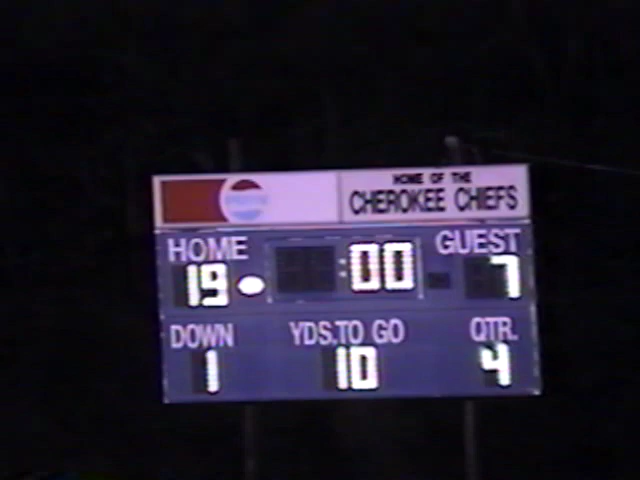 HOME OF THE
CHEROKEE CHIEFS
HOME GUEST
19 :00 7
DOWN YDS.TO GO QTR.
1 10 4